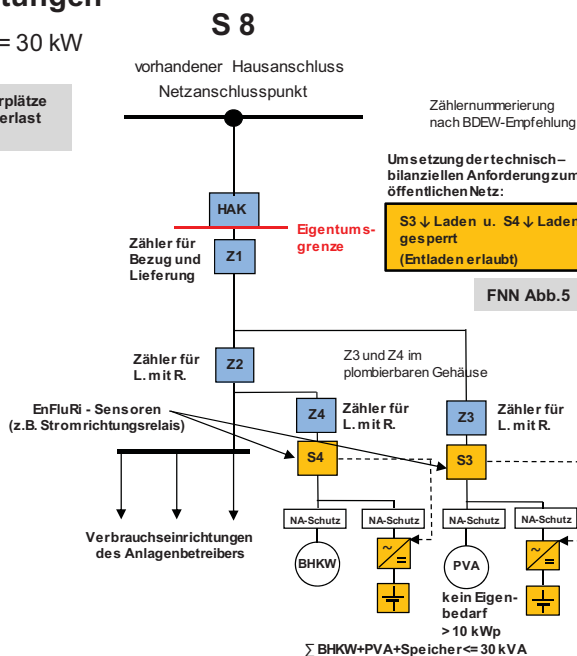 S 8
= 30 kW
vorhandener Hausanschluss
Netzanschlusspunkt
rplätze
erlast
Zählernummerierung
nach BDEW-Empfehlung
Umsetzung der technisch–
bilanziellen Anforderung zum
öffentlichen Netz:
S3 ↓ Laden u. S4 ↓ Laden
gesperrt
(Entladen erlaubt)
FNN Abb.5
HAK
Eigentums-
grenze
Zähler für
Bezug und
Lieferung
Z1
Zähler für
L. mit R.
Z2
Z3 und Z4 im
plombierbaren Gehäuse
EnFluRi - Sensoren
(z.B. Stromrichtungsrelais)
Z4
Zähler für
L. mit R.
Z3
Zähler für
L. mit R.
S4
S3
NA-Schutz
NA-Schutz
NA-Schutz
NA-Schutz
Verbrauchseinrichtungen
des Anlagenbetreibers
BHKW
~
=
PVA
~
=
kein Eigen-
bedarf
> 10 kWp
∑ BHKW+PVA+Speicher<= 30 kVA